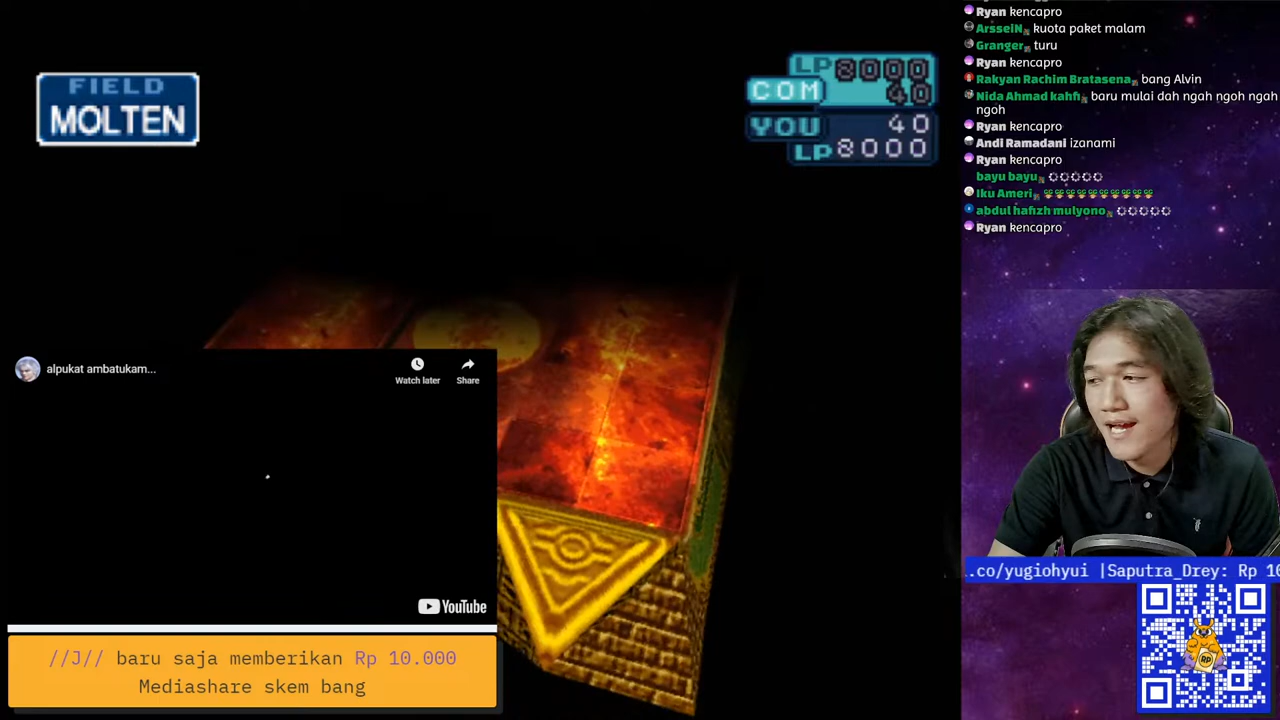 FIELD
MOLTEN
LP 8000
COM 40
YOU 40
LP 8000
alpukat ambatukam...
Watch later
Share
YouTube
//J// baru saja memberikan Rp 10.000
Mediashare skem bang
Ryan kencapro
ArsseiN kuota paket malam
Granger turu
Ryan kencapro
Rakyan Rachim Bratasena bang Alvin
Nida Ahmad kahfi baru mulai dah ngah ngoh ngah
ngoh
Ryan kencapro
Andi Ramadani izanami
Ryan kencapro
bayu bayu
Iku Ameri
abdul hafizh mulyono
Ryan kencapro
.co/yugiohyui |Saputra_Drey: Rp
RP